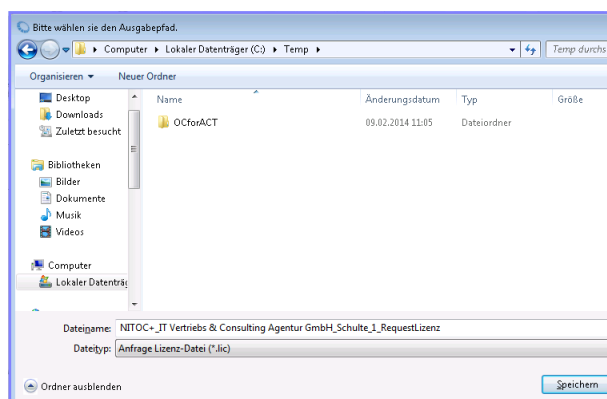 Bitte wählen sie den Ausgabepfad.
Computer Lokaler Datenträger (C:) Temp Temp durchs
Organisieren Neuer Ordner
Desktop
Downloads
Zuletzt besucht
Bibliotheken
Bilder
Dokumente
Musik
Videos
Computer
Lokaler Datenträg
Name Änderungsdatum Typ Größe
OCforACT 09.02.2014 11:05 Dateiordner
Dateiname: NITOC+_IT Vertriebs & Consulting Agentur GmbH_Schulte_1_RequestLizenz
Dateityp: Anfrage Lizenz-Datei (*.lic)
Ordner ausblenden Speichern